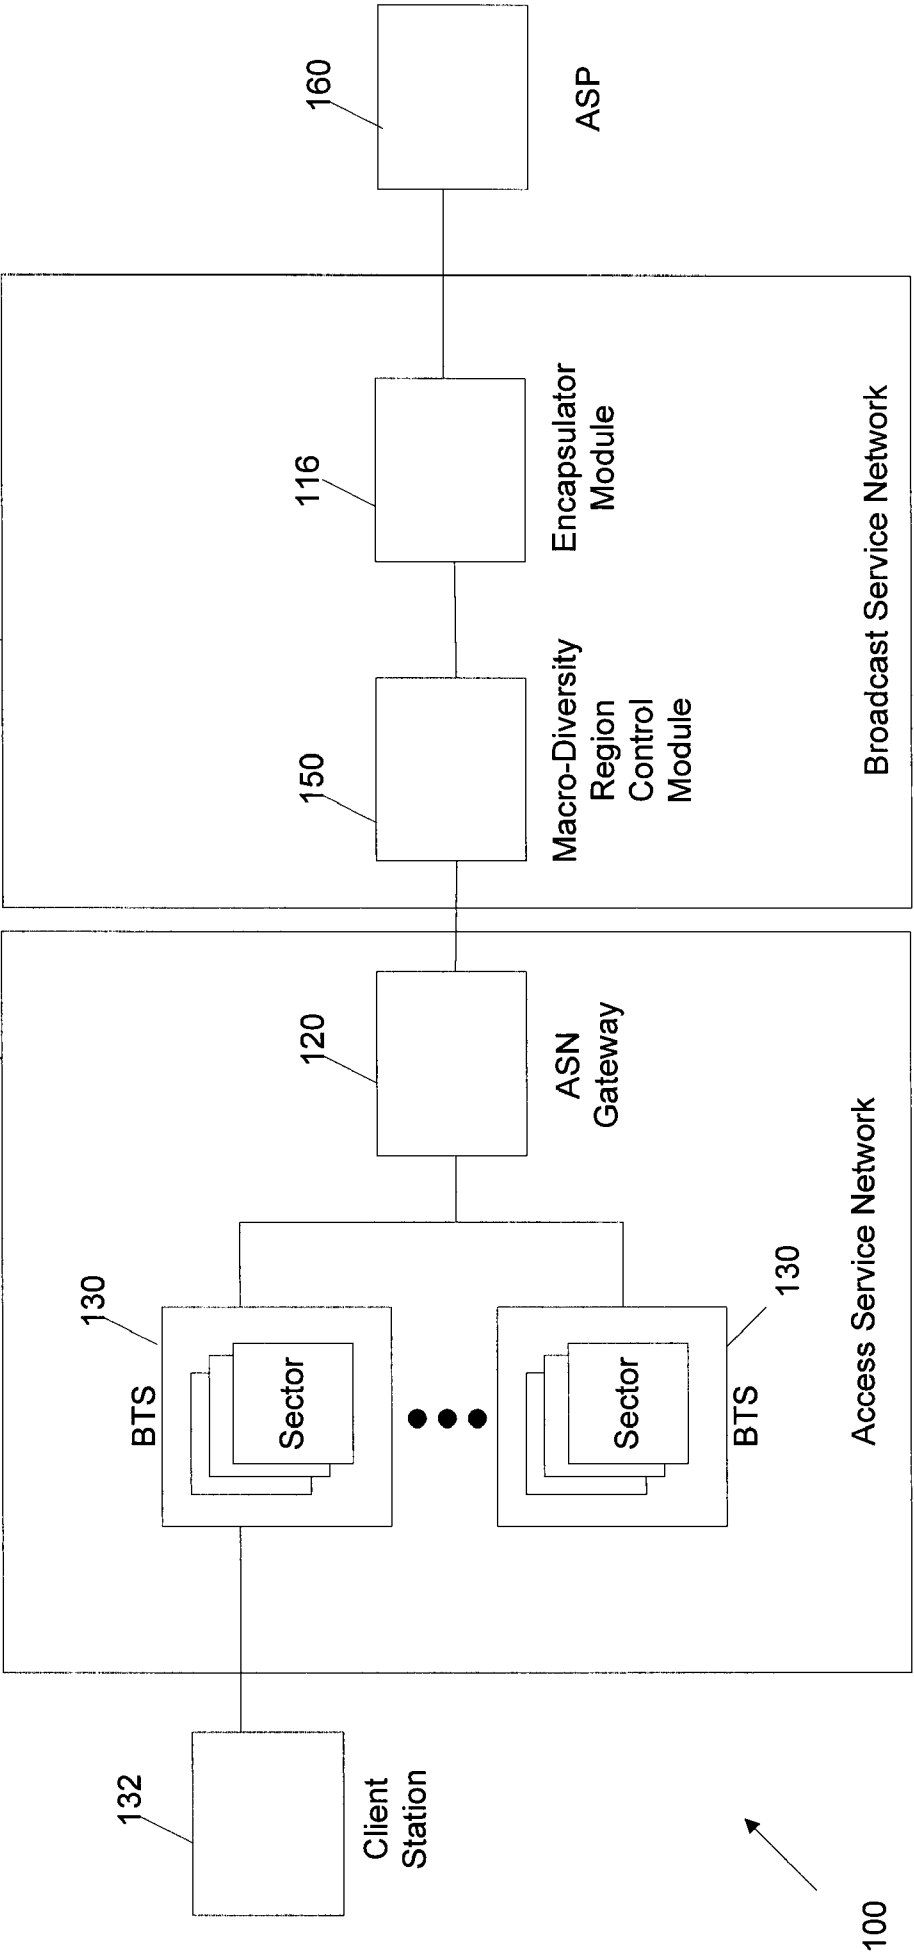 132
Client
Station
100
130
BTS
Sector
Sector
BTS
130
120
ASN
Gateway
Access Service Network
150
Macro-Diversity
Region
Control
Module
116
Encapsulator
Module
Broadcast Service Network
160
ASP